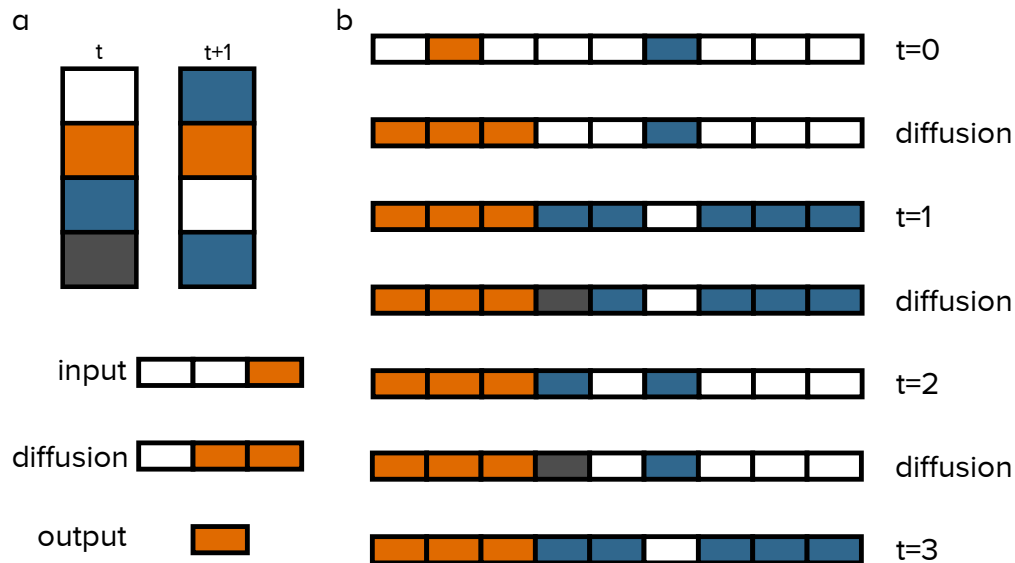 a
t
t+1
input
diffusion
output
b
t=0
diffusion
t=1
diffusion
t=2
diffusion
t=3